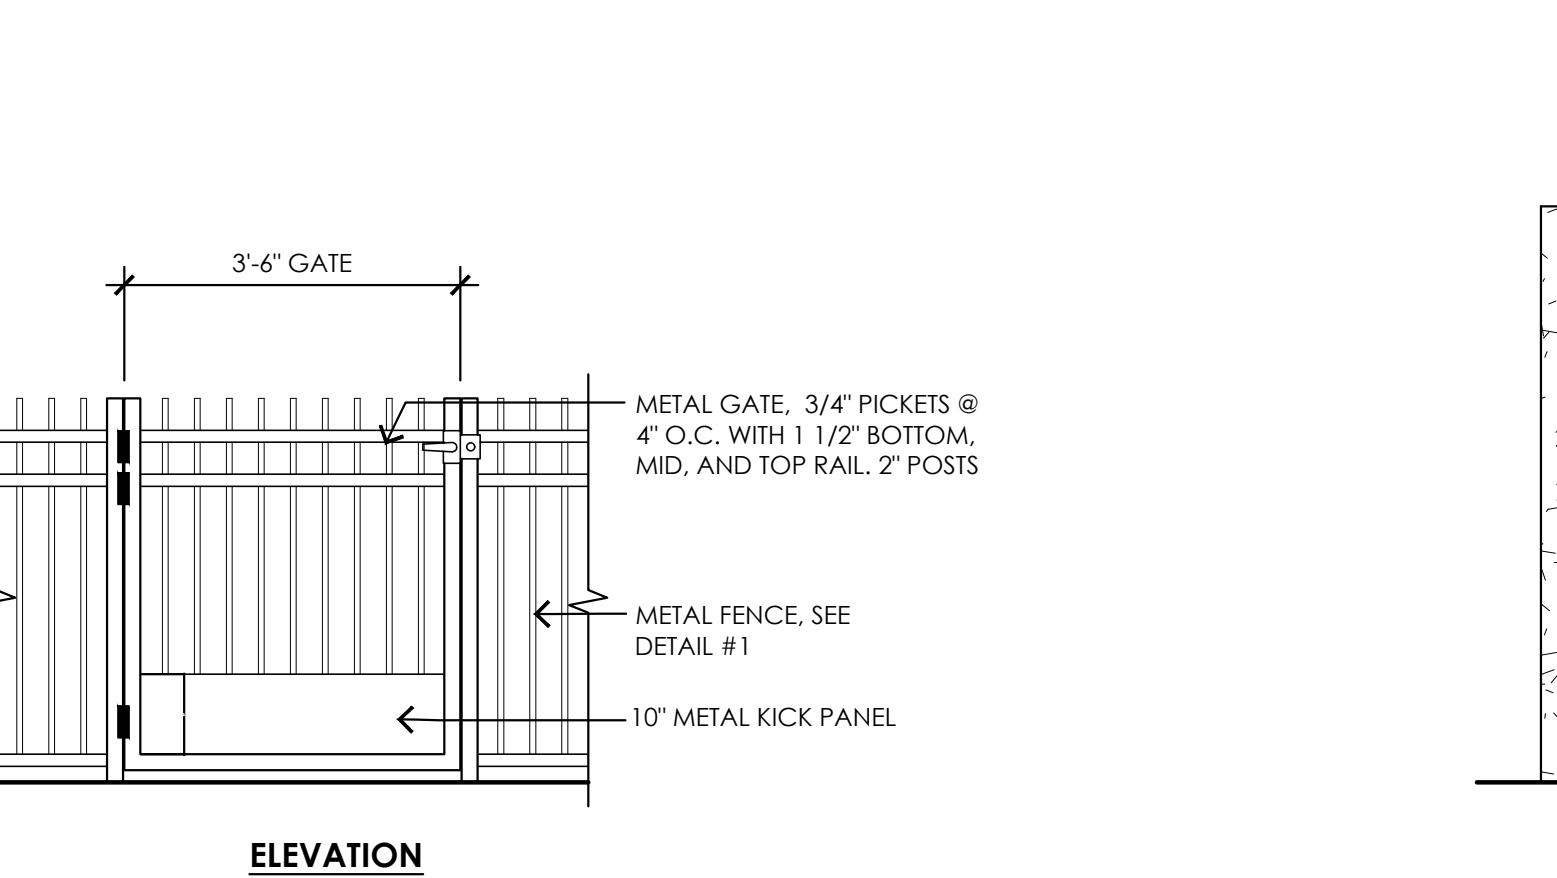 3'-6" GATE
METAL GATE, 3/4" PICKETS @
4" O.C. WITH 1 1/2" BOTTOM,
MID, AND TOP RAIL. 2" POSTS
METAL FENCE, SEE
DETAIL #1
10" METAL KICK PANEL
ELEVATION